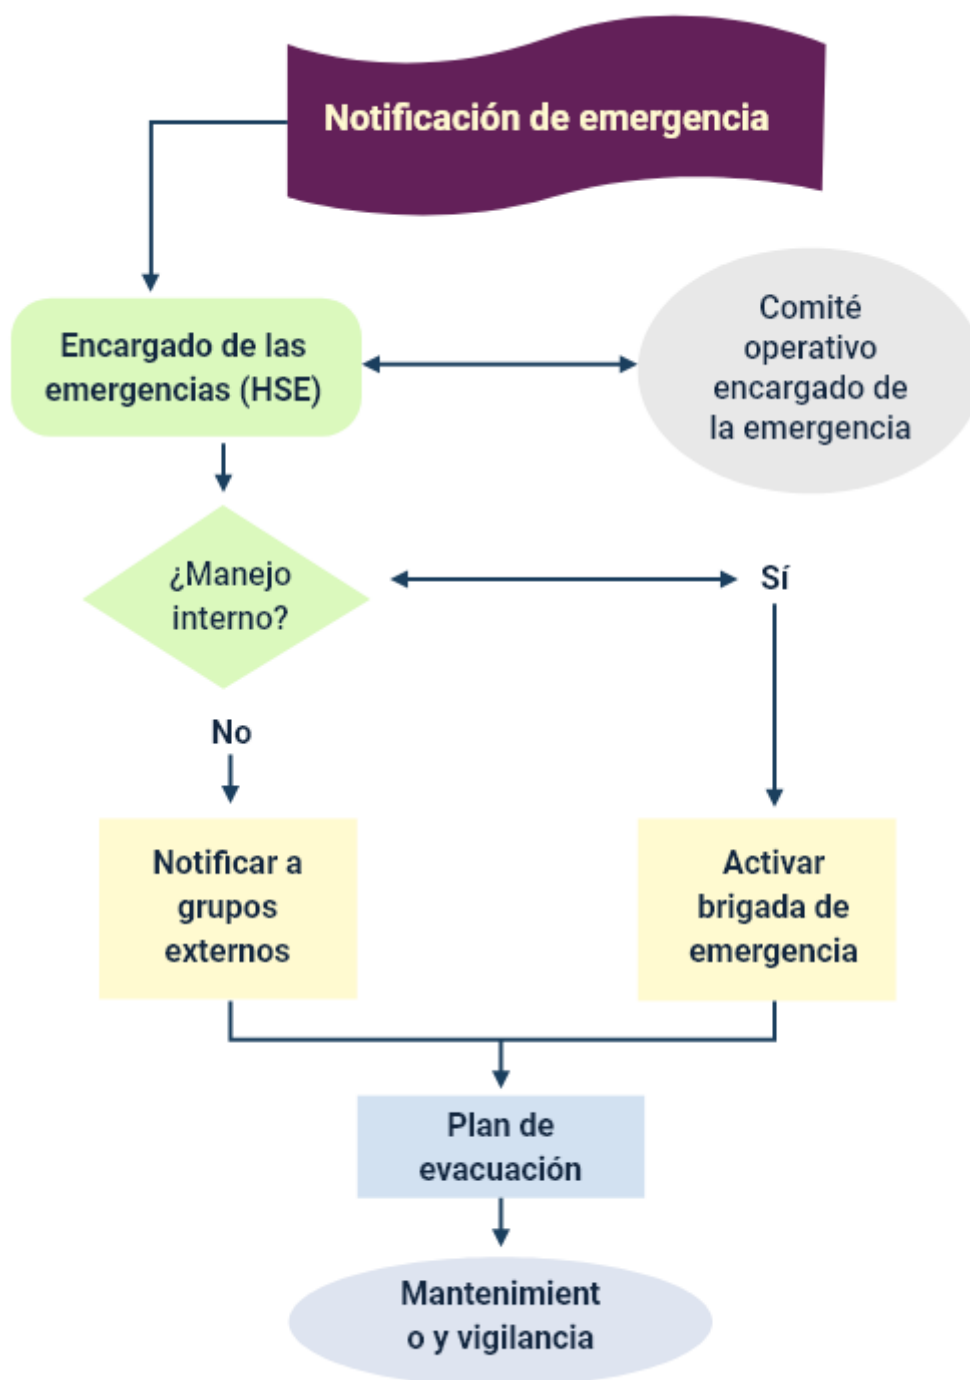 Notificación de emergencia
Encargado de las
emergencias (HSE)
Comité
operativo
encargado de
la emergencia
¿Manejo
interno?
Sí
No
Notificar a
grupos
externos
Activar
brigada de
emergencia
Plan de
evacuación
Mantenimient
o y vigilancia